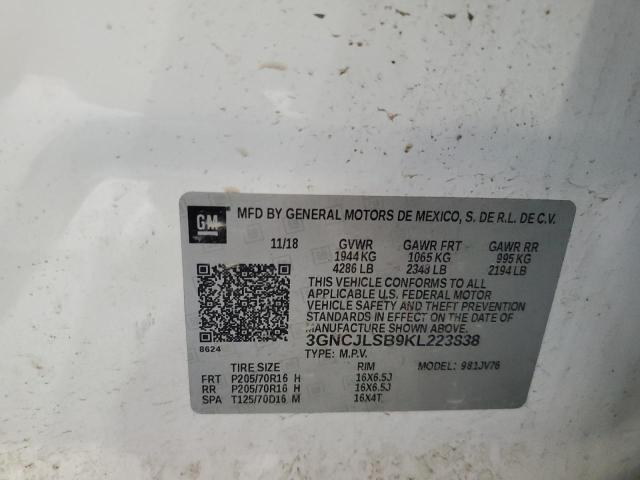 GM MFD BY GENERAL MOTORS DE MEXICO, S. DE R.L. DE C.V.
11/18 GVWR GAWR FRT GAWR RR
1944 KG 1065 KG 995 KG
4286 LB 2348 LB 2194 LB
THIS VEHICLE CONFORMS TO ALL
APPLICABLE U.S. FEDERAL MOTOR
VEHICLE SAFETY AND THEFT PREVENTION
STANDARDS IN EFFECT ON THE DATE OF
MANUFACTURE SHOWN ABOVE.
8624 3GNCJLSB9KL223838
TYPE: M.P.V. MODEL: 981JV76
TIRE SIZE RIM
FRT P205/70R16 H 16X6.5J
RR P205/70R16 H 16X6.5J
SPA T125/70D16 M 16X4T